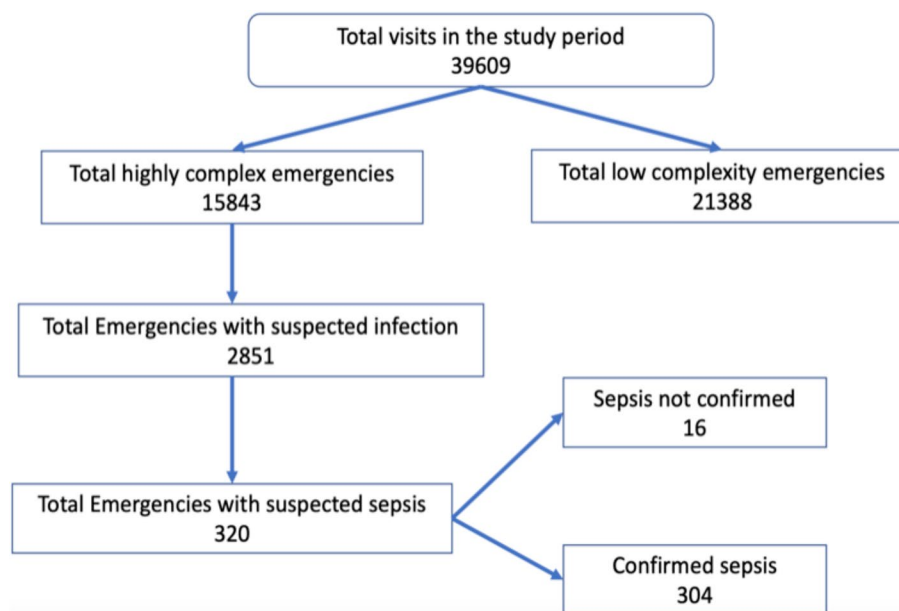 Total visits in the study period
39609
Total highly complex emergencies
15843
Total low complexity emergencies
21388
Total Emergencies with suspected infection
2851
Sepsis not confirmed
16
Total Emergencies with suspected sepsis
320
Confirmed sepsis
304